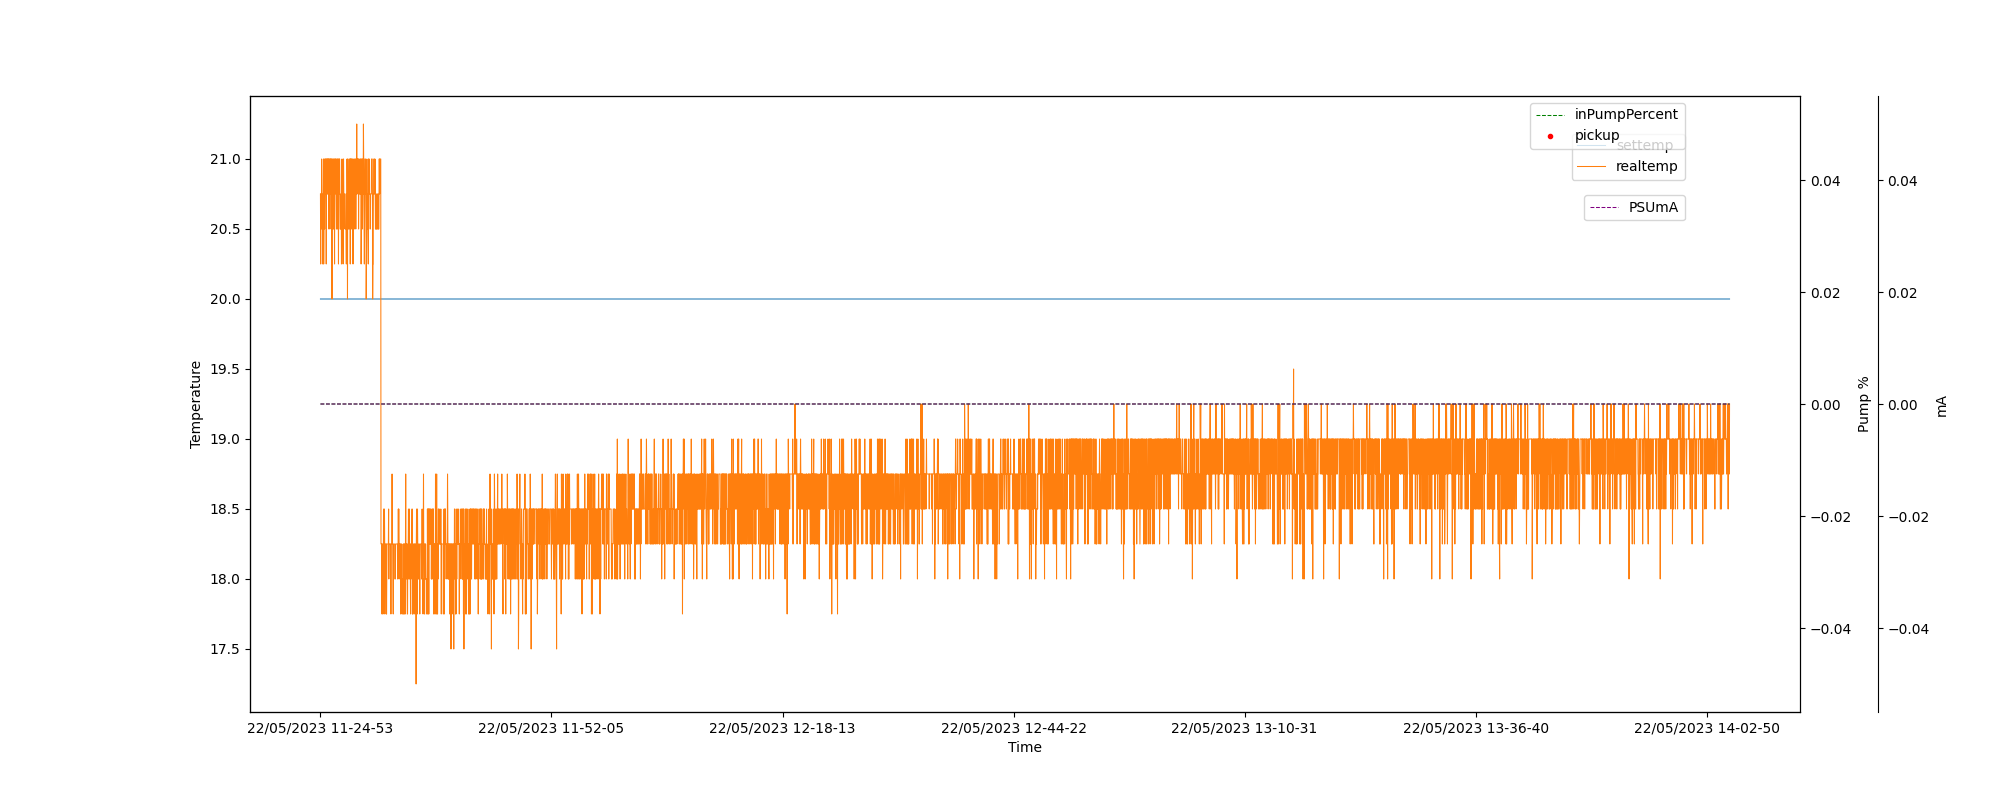 inPumpPercent
pickup
settemp
realtemp
PSUmA
21.0
20.5
20.0
19.5
19.0
18.5
18.0
17.5
Temperature
0.04
0.02
0.00
−0.02
−0.04
Pump %
0.04
0.02
0.00
−0.02
−0.04
mA
22/05/2023 11-24-53
22/05/2023 11-52-05
22/05/2023 12-18-13
22/05/2023 12-44-22
22/05/2023 13-10-31
22/05/2023 13-36-40
22/05/2023 14-02-50
Time